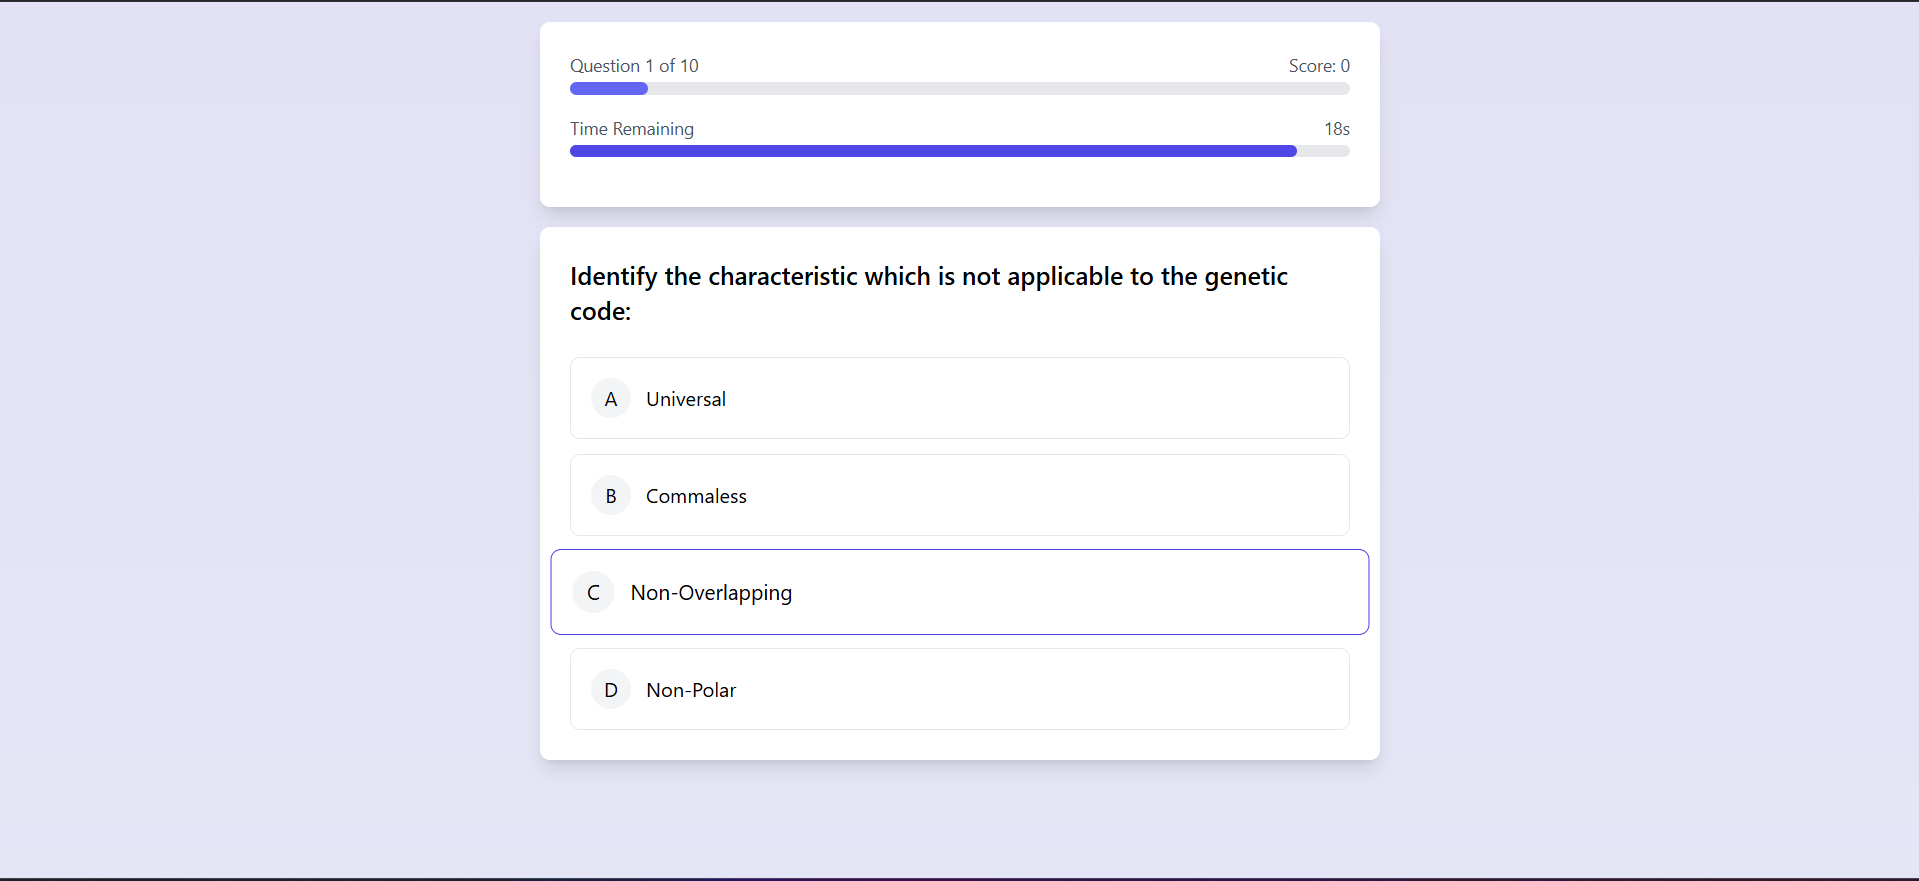 Question 1 of 10
Score: 0
Time Remaining
18s
Identify the characteristic which is not applicable to the genetic
code:
A Universal
B Commaless
C Non-Overlapping
D Non-Polar